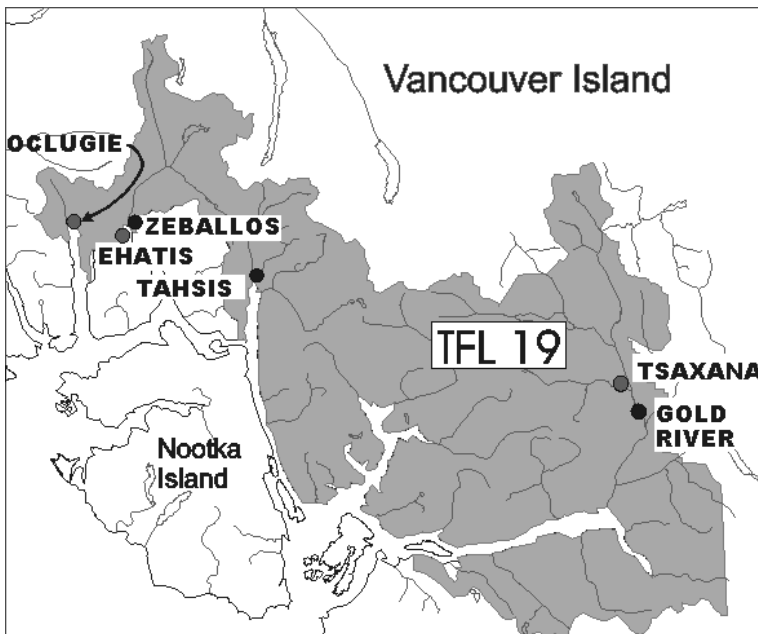 Vancouver Island
OCLUGIE
ZEBALLOS
EHATIS
TAHSIS
TFL 19
TSAXANA
GOLD
RIVER
Nootka
Island